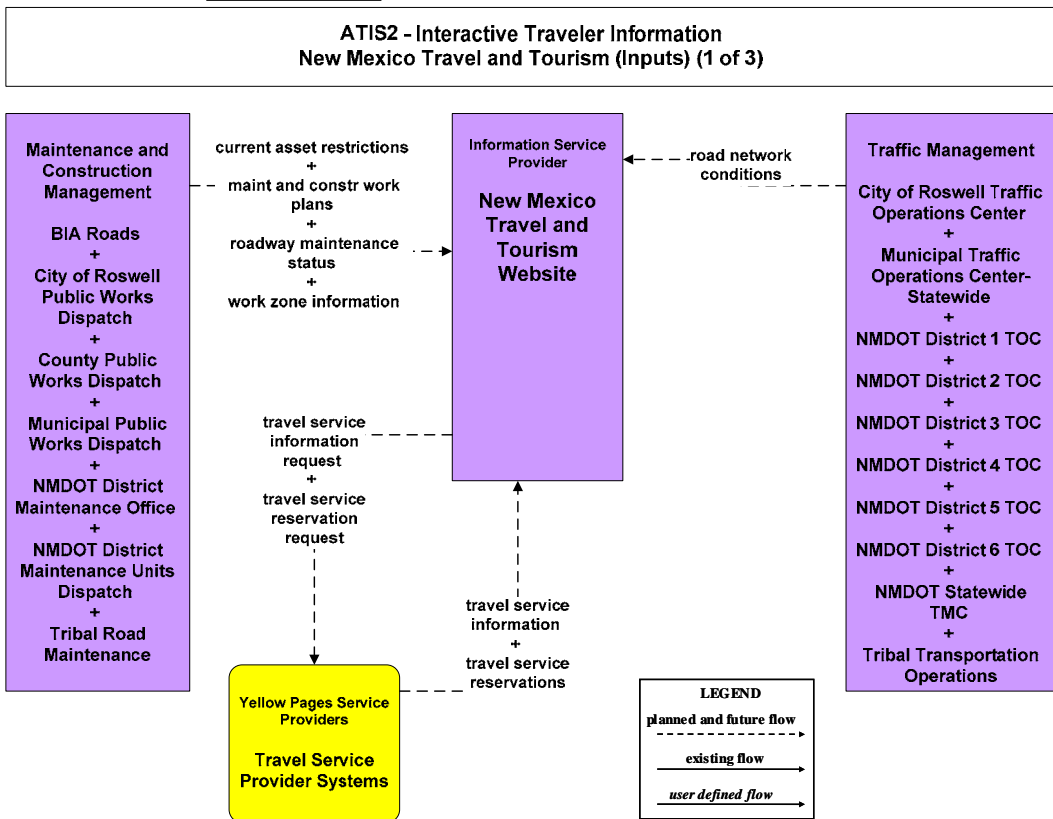 ATIS2 - Interactive Traveler Information
New Mexico Travel and Tourism (Inputs) (1 of 3)
Maintenance and
Construction
Management
BIA Roads
+
City of Roswell
Public Works
Dispatch
+
County Public
Works Dispatch
+
Municipal Public
Works Dispatch
+
NMDOT District
Maintenance Office
+
NMDOT District
Maintenance Units
Dispatch
+
Tribal Road
Maintenance
current asset restrictions
+
maint and constr work
plans
+
roadway maintenance
status
+
work zone information
Information Service
Provider
New Mexico
Travel and
Tourism
Website
road network
conditions
Traffic Management
City of Roswell Traffic
Operations Center
+
Municipal Traffic
Operations Center-
Statewide
+
NMDOT District 1 TOC
+
NMDOT District 2 TOC
+
NMDOT District 3 TOC
+
NMDOT District 4 TOC
+
NMDOT District 5 TOC
+
NMDOT District 6 TOC
+
NMDOT Statewide
TMC
+
Tribal Transportation
Operations
travel service
information
request
+
travel service
reservation
request
travel service
information
+
travel service
reservations
Yellow Pages Service
Providers
Travel Service
Provider Systems
LEGEND
planned and future flow
existing flow
user defined flow